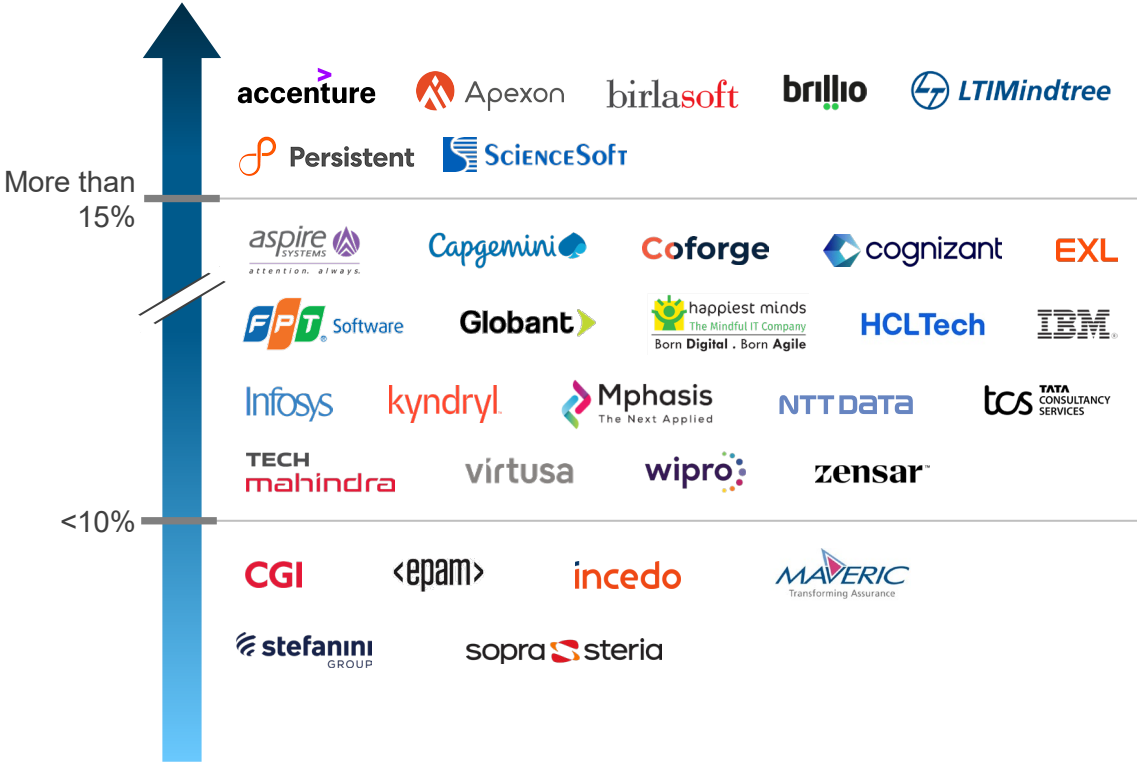 accenture
Apexon
birlasoft
brillio
LTIMindtree
Persistent
SCIENCESOFT
More than
15%
aspire
SYSTEMS
attention. always.
Capgemini
Coforge
cognizant
EXL
FPT Software
Globant
happiest minds
The Mindful IT Company
Born Digital . Born Agile
HCLTech
IBM
Infosys
kyndryl
Mphasis
The Next Applied
NTT DATA
tcs
TATA
CONSULTANCY
SERVICES
TECH
mahindra
virtusa
wipro
zensar™
<10%
CGI
<epam>
incedo
MAVERIC
Transforming Assurance
stefanini
GROUP
sopra steria